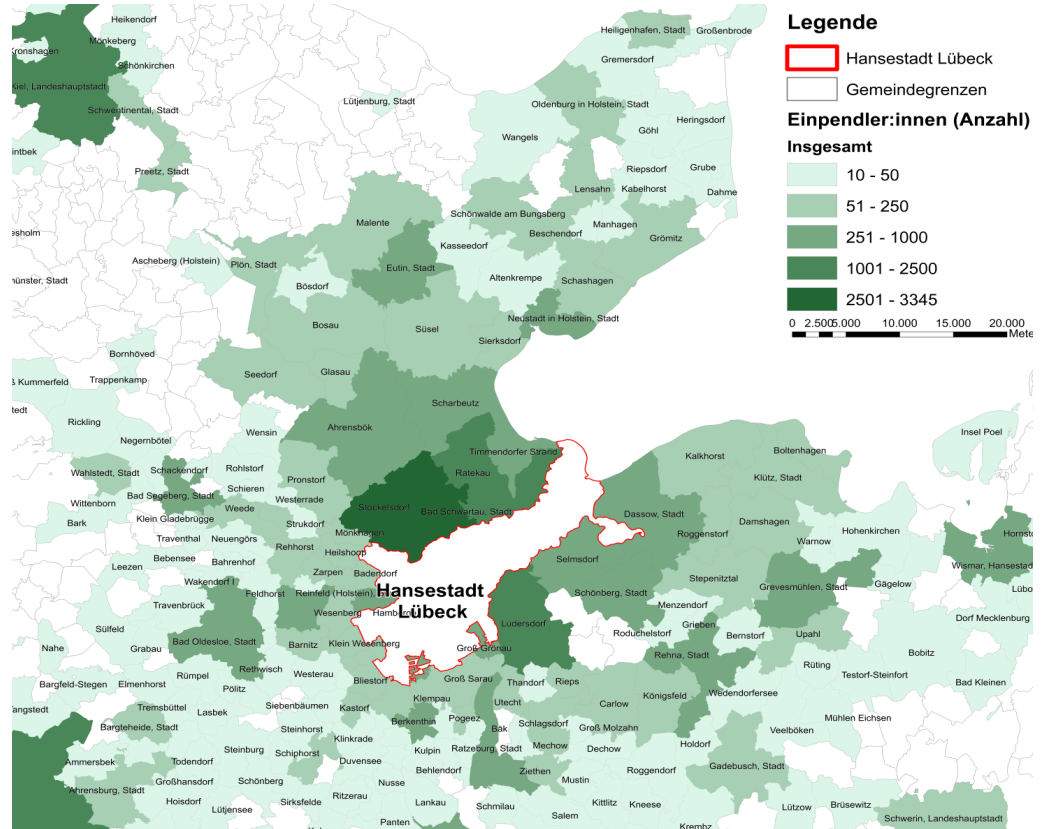 Legende
Hansestadt Lübeck
Gemeindegrenzen
Einpendler:innen (Anzahl)
Insgesamt
10 - 50
51 - 250
251 - 1000
1001 - 2500
2501 - 3345
0 2.500 5.000 10.000 15.000 20.000
Mete
Heikendorf
Mönkeberg
Kronshagen
Schönkirchen
Kiel, Landeshauptstadt
Schwentinental, Stadt
intbek
Preetz, Stadt
Lütjenburg, Stadt
Heiligenhafen, Stadt
Großenbrode
Gremersdorf
Oldenburg in Holstein, Stadt
Heringsdorf
Wangels
Göhl
Riepsdorf
Grube
Lensahn
Kabelhorst
Dahme
Malente
Schönwalde am Bungsberg
Manhagen
Beschendorf
Grömitz
Kasseedorf
esholm
Ascheberg (Holstein)
Plön, Stadt
Eutin, Stadt
münster, Stadt
Bösdorf
Altenkrempe
Schashagen
Neustadt in Holstein, Stadt
Bosau
Süsel
Sierksdorf
Bornhöved
Glasau
Seedorf
Trappenkamp
ß Kummerfeld
tedt
Scharbeutz
Rickling
Ahrensbök
Wensin
Negernbötel
Timmendorfer Strand
Insel Poel
Boltenhagen
Kalkhorst
Wahlstedt, Stadt
Schackendorf
Rohlstorf
Ratekau
Klütz, Stadt
Pronstorf
Schieren
Bad Segeberg, Stadt
Westerrade
Wittenborn
Weede
Stockelsdorf
Bad Schwartau, Stadt
Dassow, Stadt
Klein Gladebrügge
Bark
Strukdorf
Mönkhagen
Damshagen
Hohenkirchen
Roggenstorf
Warnow
Hornsto
Traventhal
Neuengörs
Rehhorst
Heilshoop
Bebensee
Bahrenhof
Selmsdorf
Leezen
Zarpen
Badendorf
Wismar, Hansestadt
Stepenitztal
Gägelow
Wakendorf I
Feldhorst
Reinfeld (Holstein),
Hansestadt
Lübeck
Schönberg, Stadt
Grevesmühlen, Stadt
Lübo
Travenbrück
Wesenberg
Hamberge
Menzendorf
Grieben
Dorf Mecklenburg
Sülfeld
Lüdersdorf
Roduchelstorf
Bernstorf
Upahl
Bad Oldesloe, Stadt
Barnitz
Klein Wesenberg
Groß Grönau
Nahe
Grabau
Rehna, Stadt
Bobitz
Rethwisch
Westerau
Rüting
Rümpel
Bliestorf
Groß Sarau
Thandorf
Rieps
Testorf-Steinfort
Bargfeld-Stegen
Elmenhorst
Pölitz
Bad Kleinen
Klempau
Utecht
Königsfeld
Wedendorfersee
Siebenbäumen
Kastorf
Carlow
Tangstedt
Tremsbüttel
Lasbek
Berkenthin
Pogeez
Schlagsdorf
Mühlen Eichsen
Bargteheide, Stadt
Steinhorst
Bäk
Groß Molzahn
Veelböken
Klinkrade
Steinburg
Schiphorst
Kulpin
Ratzeburg, Stadt
Mechow
Dechow
Holdorf
Ammersbek
Todendorf
Duvensee
Behlendorf
Ziethen
Roggendorf
Gadebusch, Stadt
Großhansdorf
Schönberg
Nusse
Mustin
Ahrensburg, Stadt
Hoisdorf
Sirksfelde
Ritzerau
Lankau
Schmilau
Kittlitz
Kneese
Lützow
Brüsewitz
Lütjensee
Salem
Schwerin, Landeshauptstadt
Panten
Krembz